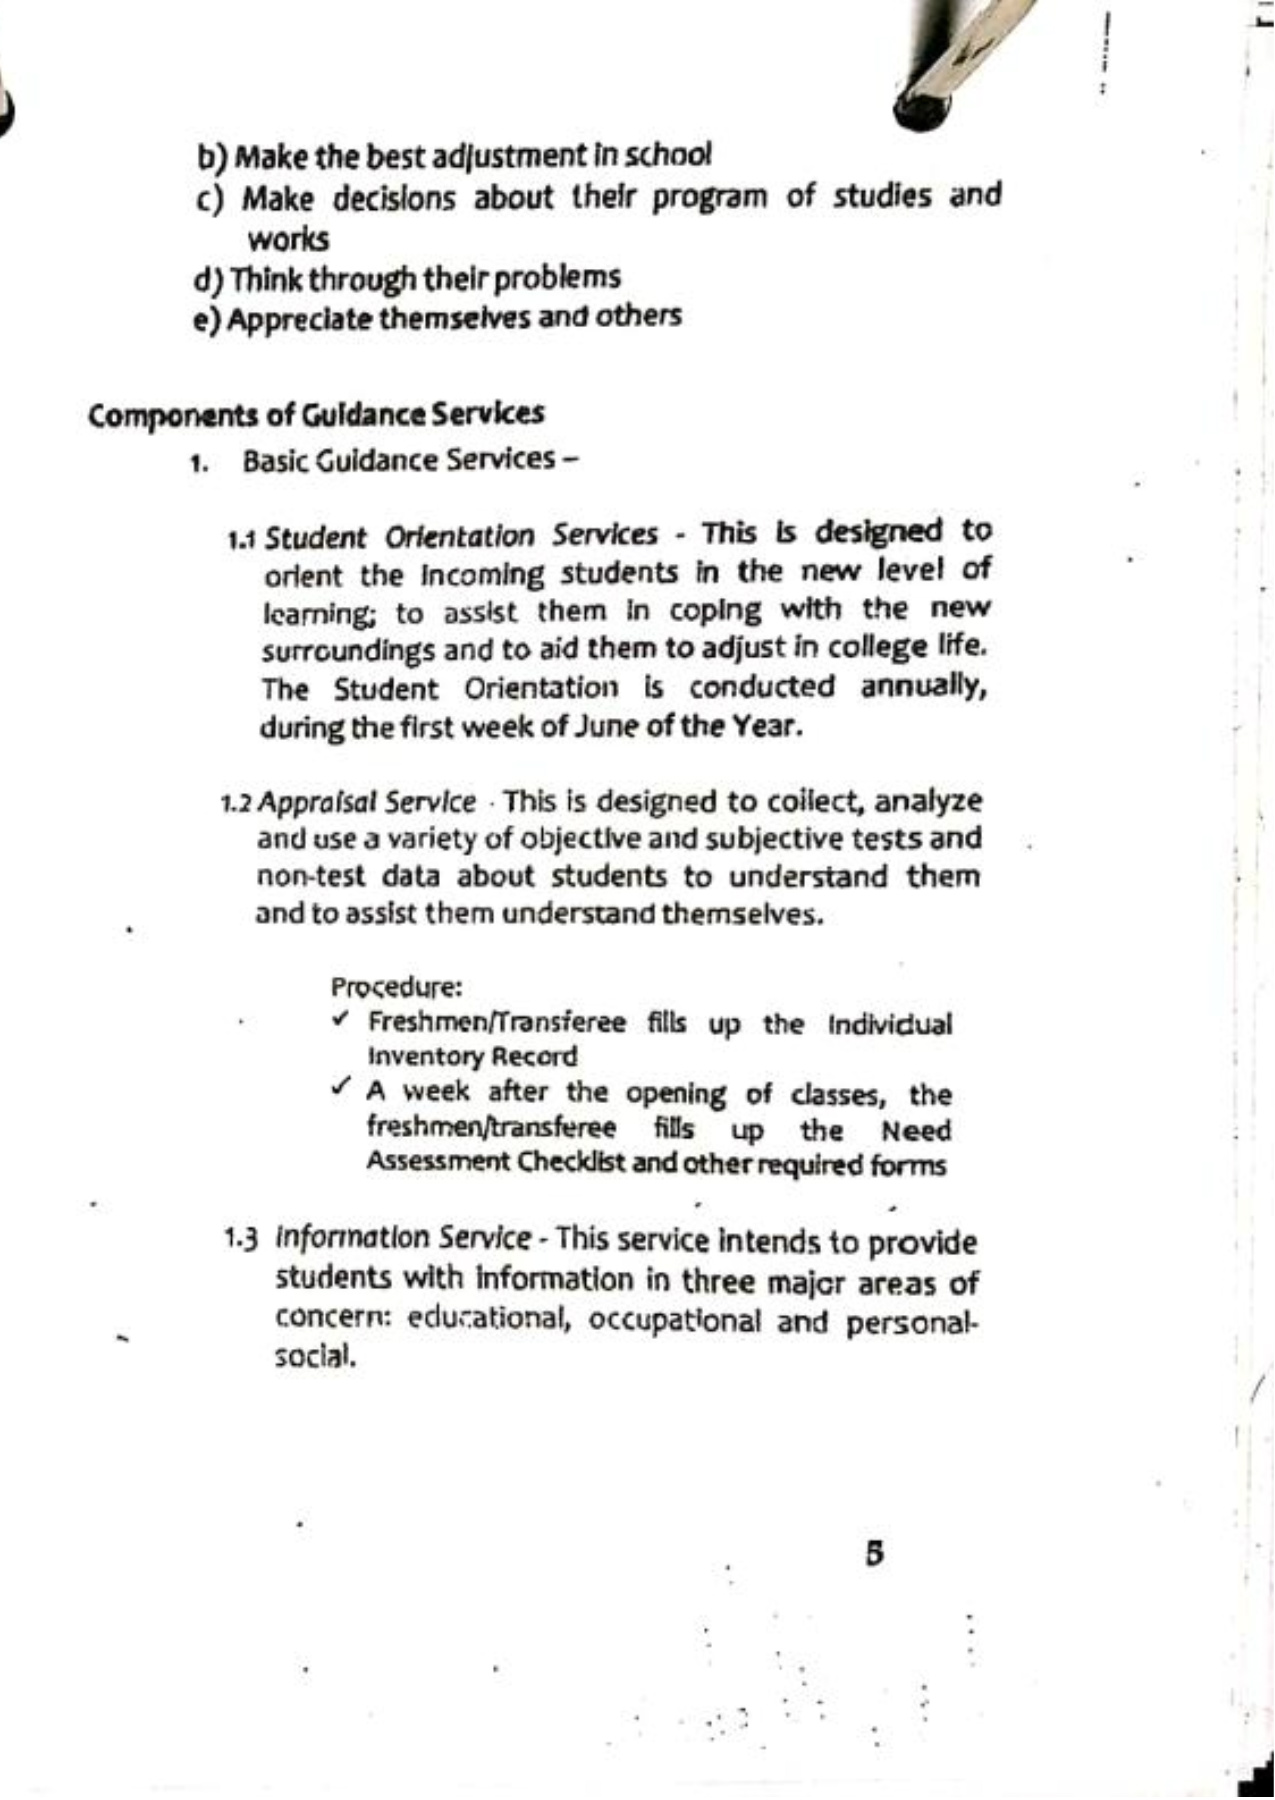 b) Make the best adjustment in school
c) Make decisions about their program of studies and
works
d) Think through their problems
e) Appreciate themselves and others
Components of Guidance Services
1. Basic Guidance Services –
1.1 Student Orientation Services - This is designed to
orient the incoming students in the new level of
learning; to assist them in coping with the new
surroundings and to aid them to adjust in college life.
The Student Orientation is conducted annually,
during the first week of June of the Year.
1.2 Appraisal Service - This is designed to collect, analyze
and use a variety of objective and subjective tests and
non-test data about students to understand them
and to assist them understand themselves.
Procedure:
✓ Freshmen/Transferee fills up the Individual
Inventory Record
✓ A week after the opening of classes, the
freshmen/transferee fills up the Need
Assessment Checklist and other required forms
1.3 Information Service - This service intends to provide
students with information in three major areas of
concern: educational, occupational and personal-
social.
5